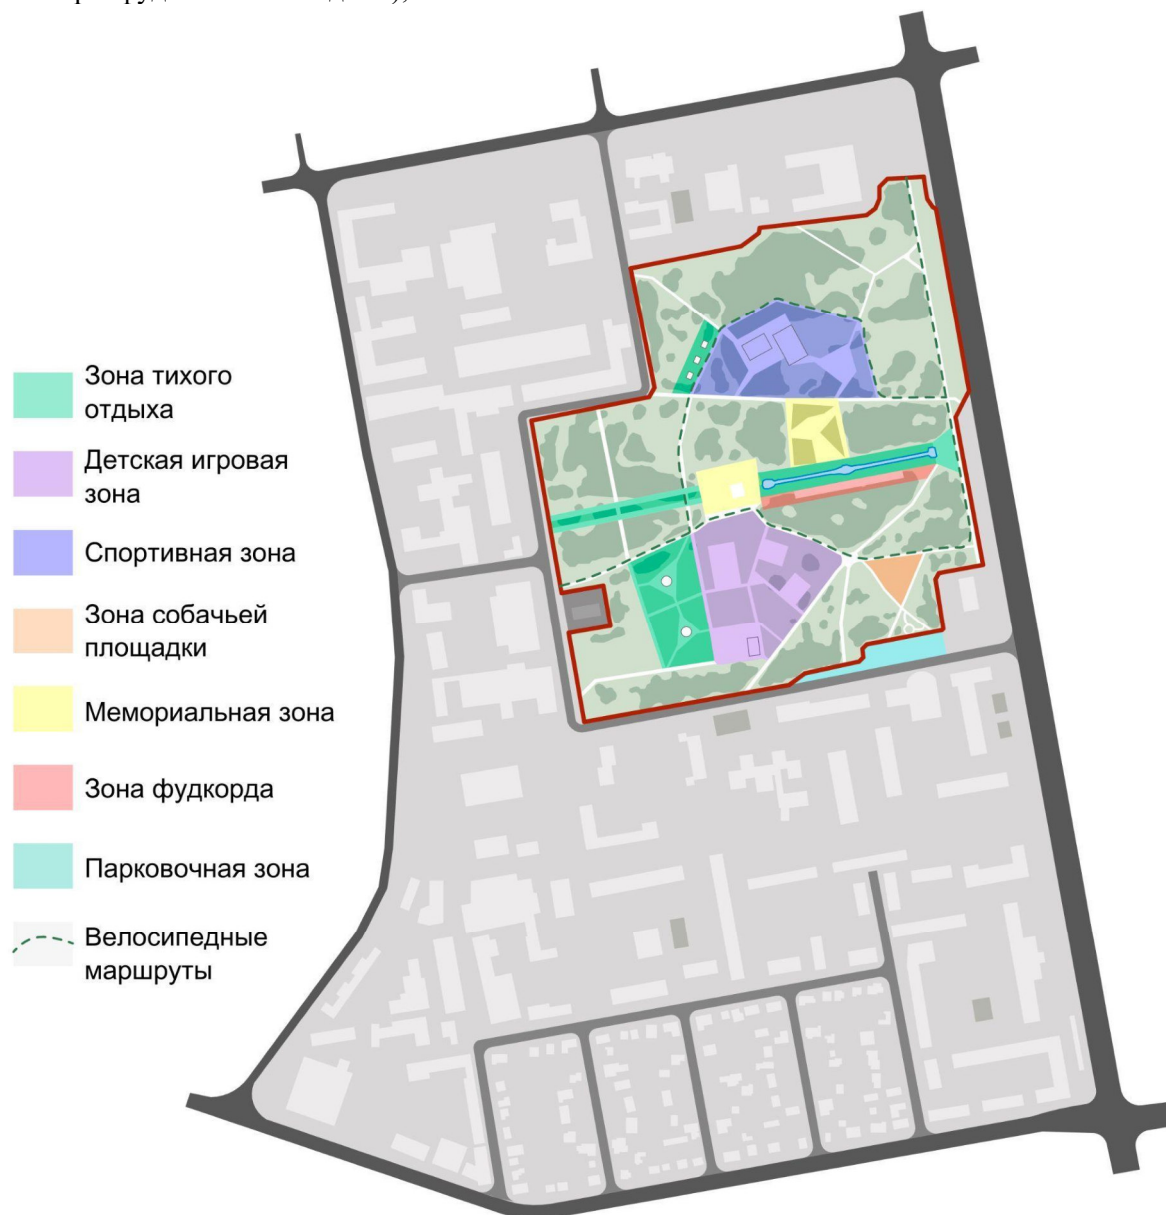 Зона тихого
отдыха
Детская игровая
зона
Спортивная зона
Зона собачьей
площадки
Мемориальная зона
Зона фудкорда
Парковочная зона
Велосипедные
маршруты